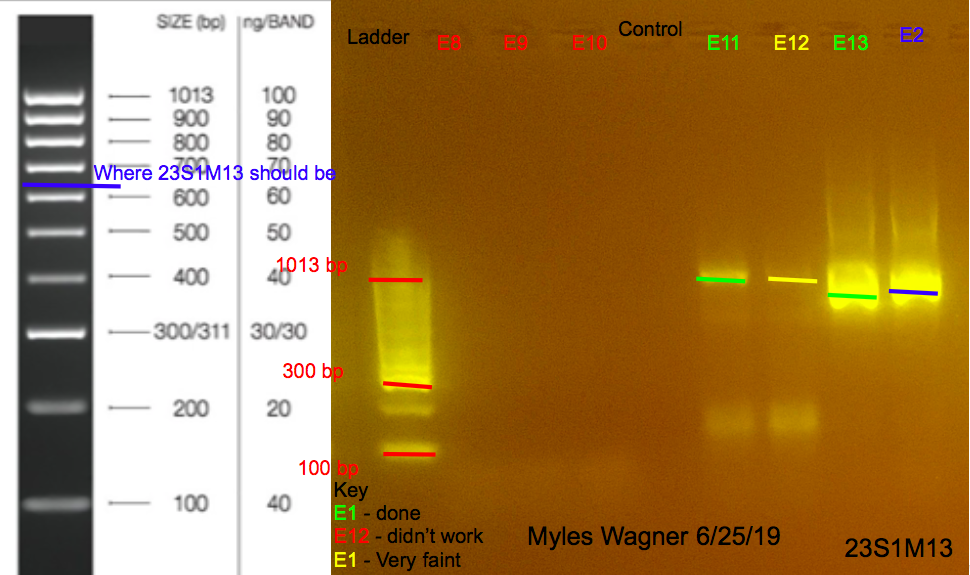 SIZE (bp) ng/BAND
1013 100
900 90
800 80
700 70
Where 23S1M13 should be
600 60
500 50
400 40
300/311 30/30
200 20
100 40
Ladder E8 E9 E10 Control E11 E12 E13 E2
1013 bp
300 bp
100 bp
Key
E1 - done
E12 - didn't work
E1 - Very faint
Myles Wagner 6/25/19
23S1M13